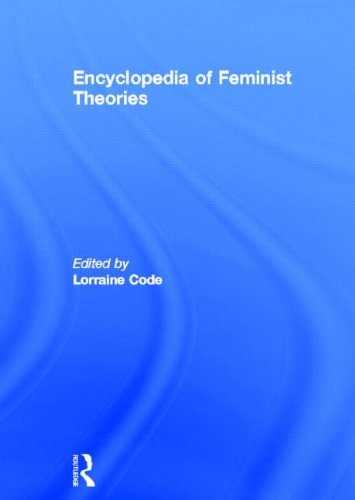 Encyclopedia of Feminist
Theories
Edited by
Lorraine Code
ROUTLEDGE